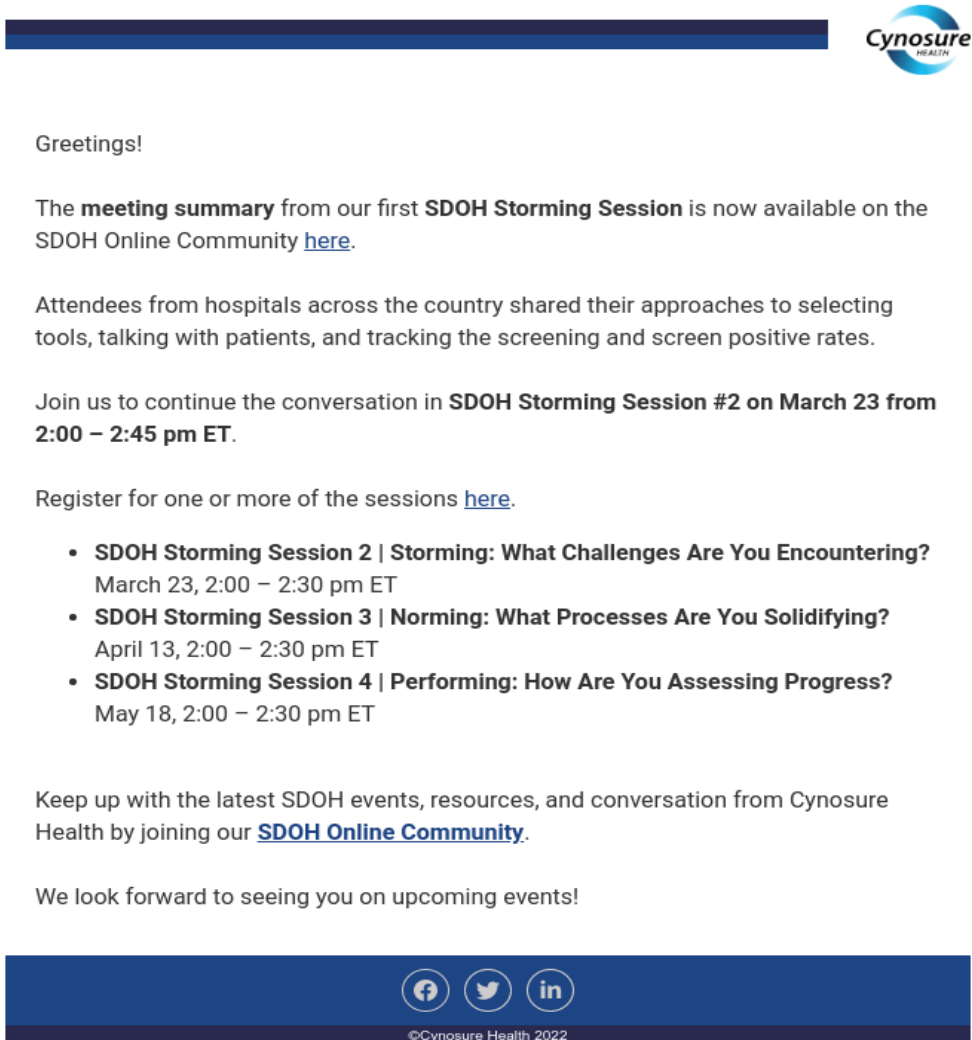 Cynosure
HEALTH
Greetings!
The meeting summary from our first SDOH Storming Session is now available on the
SDOH Online Community here.
Attendees from hospitals across the country shared their approaches to selecting
tools, talking with patients, and tracking the screening and screen positive rates.
Join us to continue the conversation in SDOH Storming Session #2 on March 23 from
2:00 – 2:45 pm ET.
Register for one or more of the sessions here.
• SDOH Storming Session 2 | Storming: What Challenges Are You Encountering?
March 23, 2:00 – 2:30 pm ET
• SDOH Storming Session 3 | Norming: What Processes Are You Solidifying?
April 13, 2:00 – 2:30 pm ET
• SDOH Storming Session 4 | Performing: How Are You Assessing Progress?
May 18, 2:00 – 2:30 pm ET
Keep up with the latest SDOH events, resources, and conversation from Cynosure
Health by joining our SDOH Online Community.
We look forward to seeing you on upcoming events!
©Cynosure Health 2022